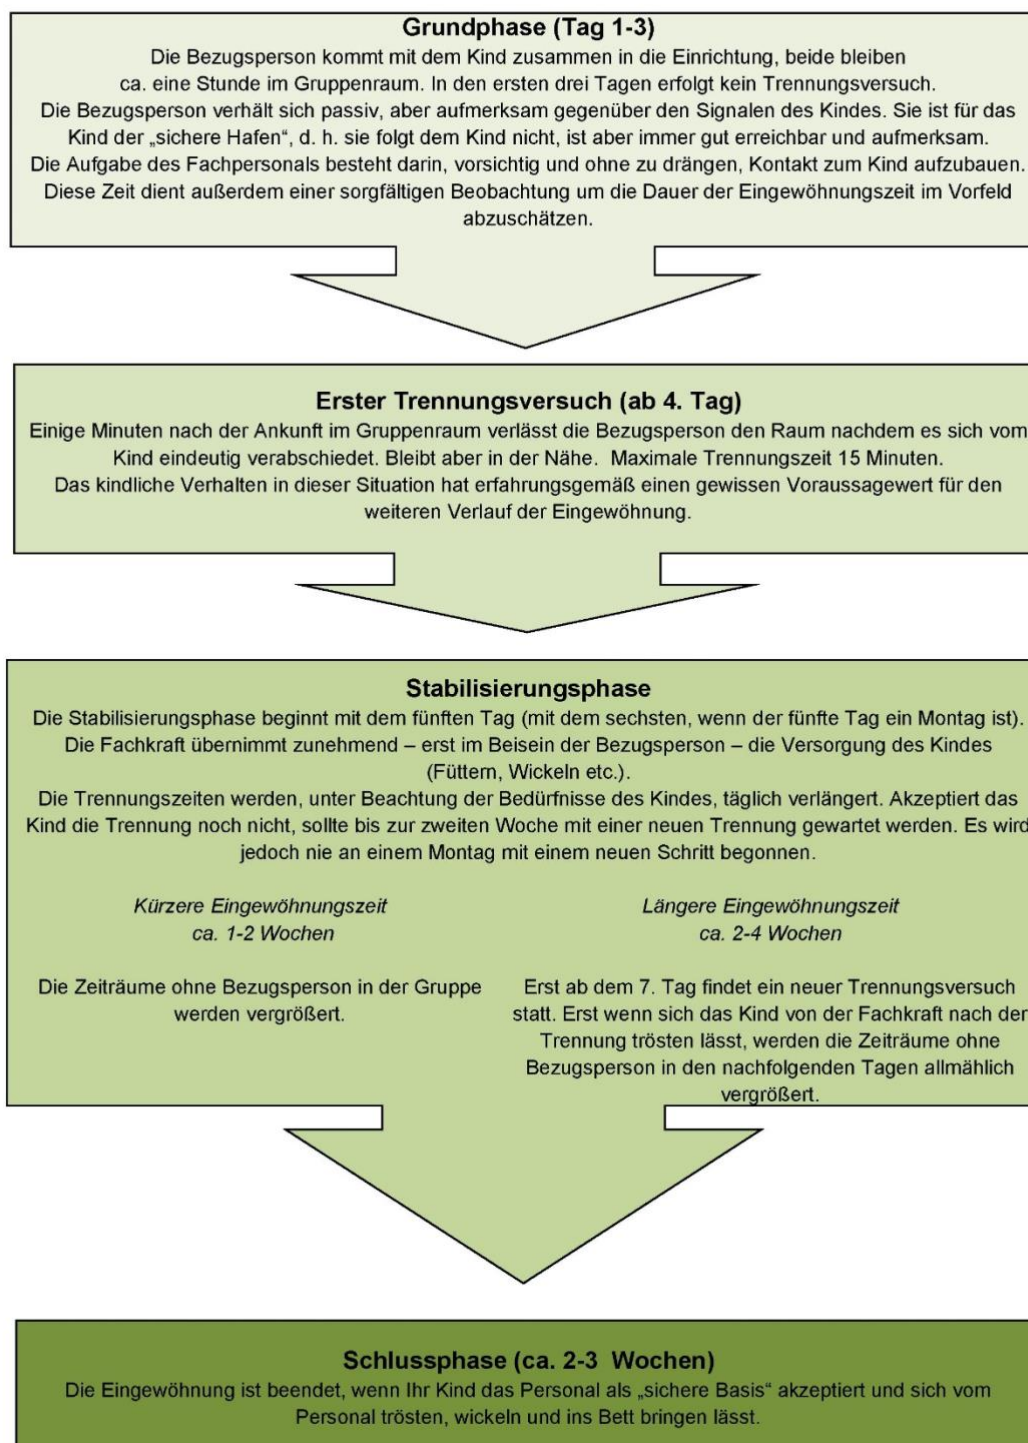 Grundphase (Tag 1-3)
Die Bezugsperson kommt mit dem Kind zusammen in die Einrichtung, beide bleiben
ca. eine Stunde im Gruppenraum. In den ersten drei Tagen erfolgt kein Trennungsversuch.
Die Bezugsperson verhält sich passiv, aber aufmerksam gegenüber den Signalen des Kindes. Sie ist für das
Kind der „sichere Hafen“, d. h. sie folgt dem Kind nicht, ist aber immer gut erreichbar und aufmerksam.
Die Aufgabe des Fachpersonals besteht darin, vorsichtig und ohne zu drängen, Kontakt zum Kind aufzubauen.
Diese Zeit dient außerdem einer sorgfältigen Beobachtung um die Dauer der Eingewöhnungszeit im Vorfeld
abzuschätzen.
Erster Trennungsversuch (ab 4. Tag)
Einige Minuten nach der Ankunft im Gruppenraum verlässt die Bezugsperson den Raum nachdem es sich vom
Kind eindeutig verabschiedet. Bleibt aber in der Nähe. Maximale Trennungszeit 15 Minuten.
Das kindliche Verhalten in dieser Situation hat erfahrungsgemäß einen gewissen Voraussagewert für den
weiteren Verlauf der Eingewöhnung.
Stabilisierungsphase
Die Stabilisierungsphase beginnt mit dem fünften Tag (mit dem sechsten, wenn der fünfte Tag ein Montag ist).
Die Fachkraft übernimmt zunehmend – erst im Beisein der Bezugsperson – die Versorgung des Kindes
(Füttern, Wickeln etc.).
Die Trennungszeiten werden, unter Beachtung der Bedürfnisse des Kindes, täglich verlängert. Akzeptiert das
Kind die Trennung noch nicht, sollte bis zur zweiten Woche mit einer neuen Trennung gewartet werden. Es wird
jedoch nie an einem Montag mit einem neuen Schritt begonnen.
Kürzere Eingewöhnungszeit
ca. 1-2 Wochen
Die Zeiträume ohne Bezugsperson in der Gruppe
werden vergrößert.
Längere Eingewöhnungszeit
ca. 2-4 Wochen
Erst ab dem 7. Tag findet ein neuer Trennungsversuch
statt. Erst wenn sich das Kind von der Fachkraft nach der
Trennung trösten lässt, werden die Zeiträume ohne
Bezugsperson in den nachfolgenden Tagen allmählich
vergrößert.
Schlussphase (ca. 2-3 Wochen)
Die Eingewöhnung ist beendet, wenn Ihr Kind das Personal als „sichere Basis“ akzeptiert und sich vom
Personal trösten, wickeln und ins Bett bringen lässt.